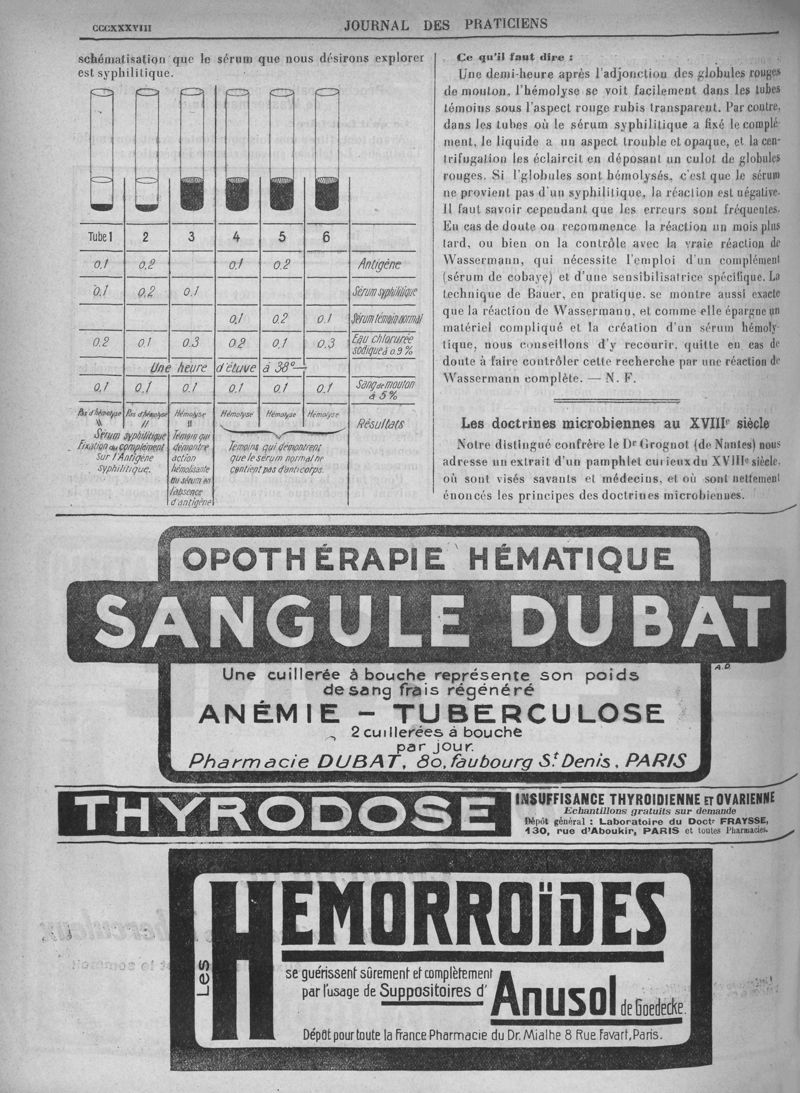 CCCXXXVIII
JOURNAL DES PRATICIENS
schématisation que le sérum que nous désirons explorer
est syphilitique.
Tube 1 2 3 4 5 6
0.1 0.2 0.1 0.2 Antigène
0.1 0.2 0.1 Sérum syphilitique
0.1 0.2 0.1 Sérum témoin normal
0.2 0.1 0.3 0.2 0.1 0.3 Eau chlorurée
sodique à 0.9 %
Une heure d'étuve à 38°
0.1 0.1 0.1 0.1 0.1 0.1 Sang de mouton
à 5 %
Pas d'hémolyse Pas d'hémolyse Hémolyse Hémolyse Hémolyse Hémolyse Résultats
Sérum syphilitique
Fixation du complément
sur l'Antigène
syphilitique.
Témoin qui
démontre
action
hémolisante
du sérum en
l'absence
d'antigène
Témoins qui démontrent
que le sérum normal ne
contient pas d'anticorps.
Ce qu'il faut dire :
Une demi-heure après l'adjonction des globules rouges
de mouton, l'hémolyse se voit facilement dans les tubes
témoins sous l'aspect rouge rubis transparent. Par contre,
dans les tubes où le sérum syphilitique a fixé le complé-
ment, le liquide a un aspect trouble et opaque, et la cen-
trifugation les éclaircit en déposant un culot de globules
rouges. Si l'globules sont hémolysés, c'est que le sérum
ne provient pas d'un syphilitique, la réaction est négative.
Il faut savoir cependant que les erreurs sont fréquentes.
En cas de doute on recommence la réaction un mois plus
tard, ou bien on la contrôle avec la vraie réaction de
Wassermann, qui nécessite l'emploi d'un complément
(sérum de cobaye) et d'une sensibilisatrice spécifique. La
technique de Bauer, en pratique. se montre aussi exacte
que la réaction de Wassermann, et comme elle épargne un
matériel compliqué et la création d'un sérum hémoly-
tique, nous conseillons d'y recourir, quitte en cas de
doute à faire contrôler cette recherche par une réaction de
Wassermann complète. — N. F.
Les doctrines microbiennes au XVIIIe siècle
Notre distingué confrère le Dr Grognot (de Nantes) nous
adresse un extrait d'un pamphlet curieux du XVIIIe siècle,
où sont visés savants et médecins, et où sont nettement
énoncés les principes des doctrines microbiennes.
OPOTHÉRAPIE HÉMATIQUE
SANGULE DUBAT
A.D.
Une cuillerée à bouche représente son poids
de sang frais régénéré
ANÉMIE - TUBERCULOSE
2 cuillerées à bouche
par jour.
Pharmacie DUBAT, 80, faubourg St Denis, PARIS
THYRODOSE
INSUFFISANCE THYROIDIENNE ET OVARIENNE
Echantillons gratuits sur demande
Dépôt général : Laboratoire du Doctr FRAYSSE,
130, rue d'Aboukir, PARIS et toutes Pharmacies.
LES HEMORROÏDES
se guérissent sûrement et complètement
par l'usage de Suppositoires d'Anusol de Goedecke.
Dépôt pour toute la France Pharmacie du Dr. Mialhe 8 Rue Favart, Paris.